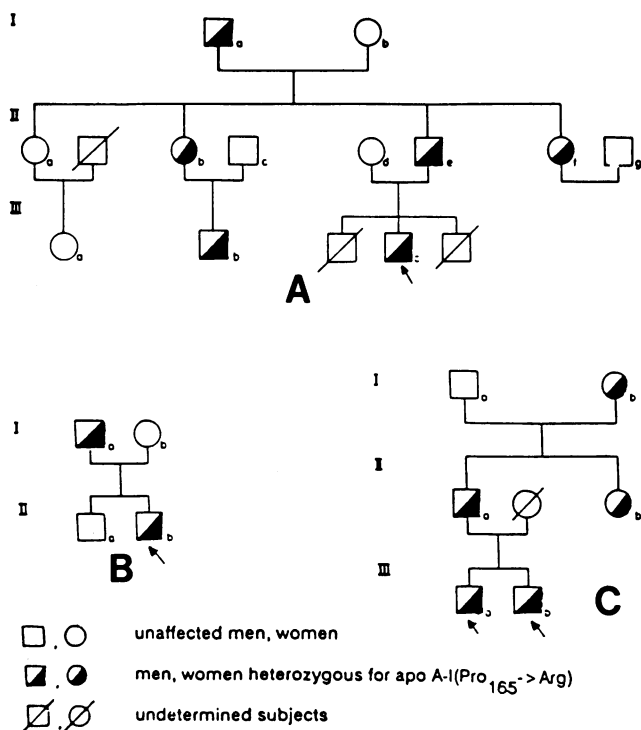 I
a
b
II
a
b
c
d
e
f
g
III
a
b
c
A
I
a
b
II
a
b
B
I
a
b
II
a
b
III
a
b
C
unaffected men, women
men, women heterozygous for apo A-I(Pro165->Arg)
undetermined subjects